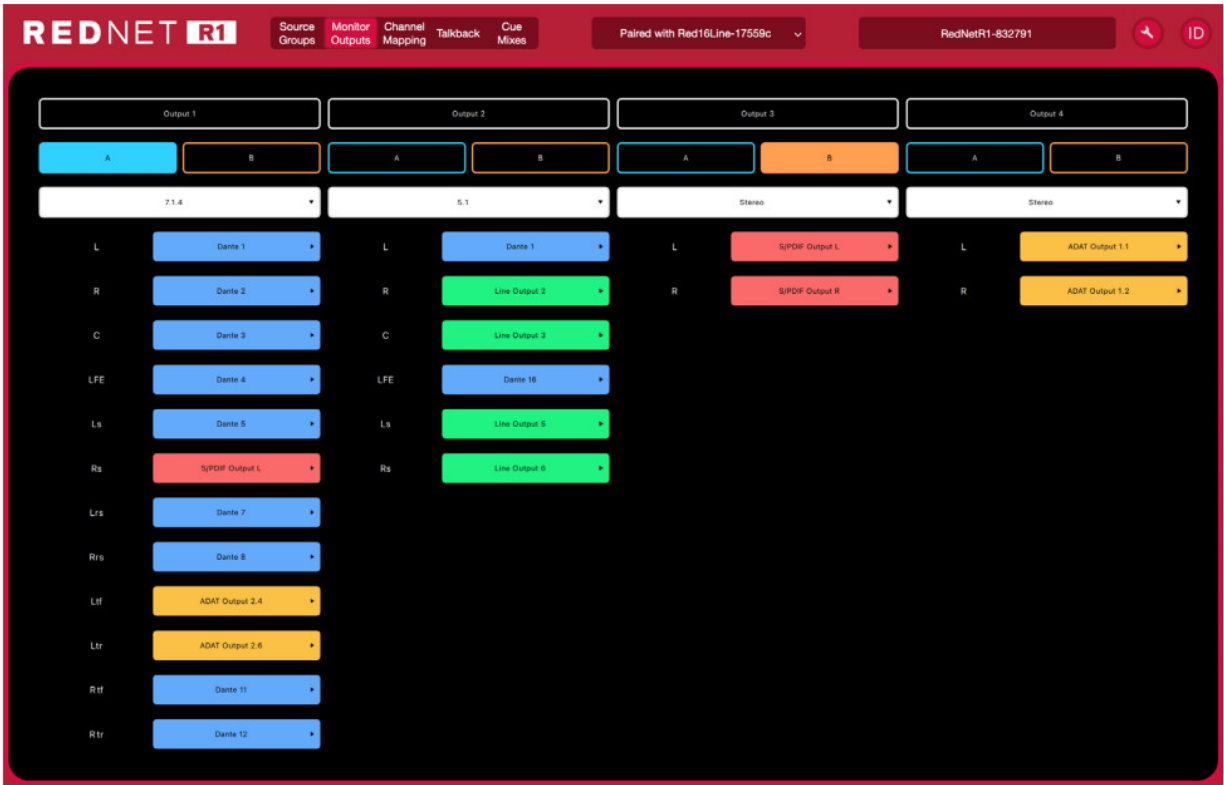 REDNET R1
Source Groups
Monitor Outputs
Channel Mapping
Talkback
Cue Mixes
Paired with Red16Line-17559c
RedNetR1-832791
ID
Output 1
Output 2
Output 3
Output 4
A B A B A B A B
7.1.4
5.1
Stereo
Stereo
L Dante 1 L Dante 1 L S/PDIF Output L L ADAT Output 1.1
R Dante 2 R Line Output 2 R S/PDIF Output R R ADAT Output 1.2
C Dante 3 C Line Output 3
LFE Dante 4 LFE Dante 16
Ls Dante 5 Ls Line Output 5
Rs S/PDIF Output L Rs Line Output 6
Lrs Dante 7
Rrs Dante 8
Ltf ADAT Output 2.4
Ltr ADAT Output 2.6
Rtf Dante 11
Rtr Dante 12